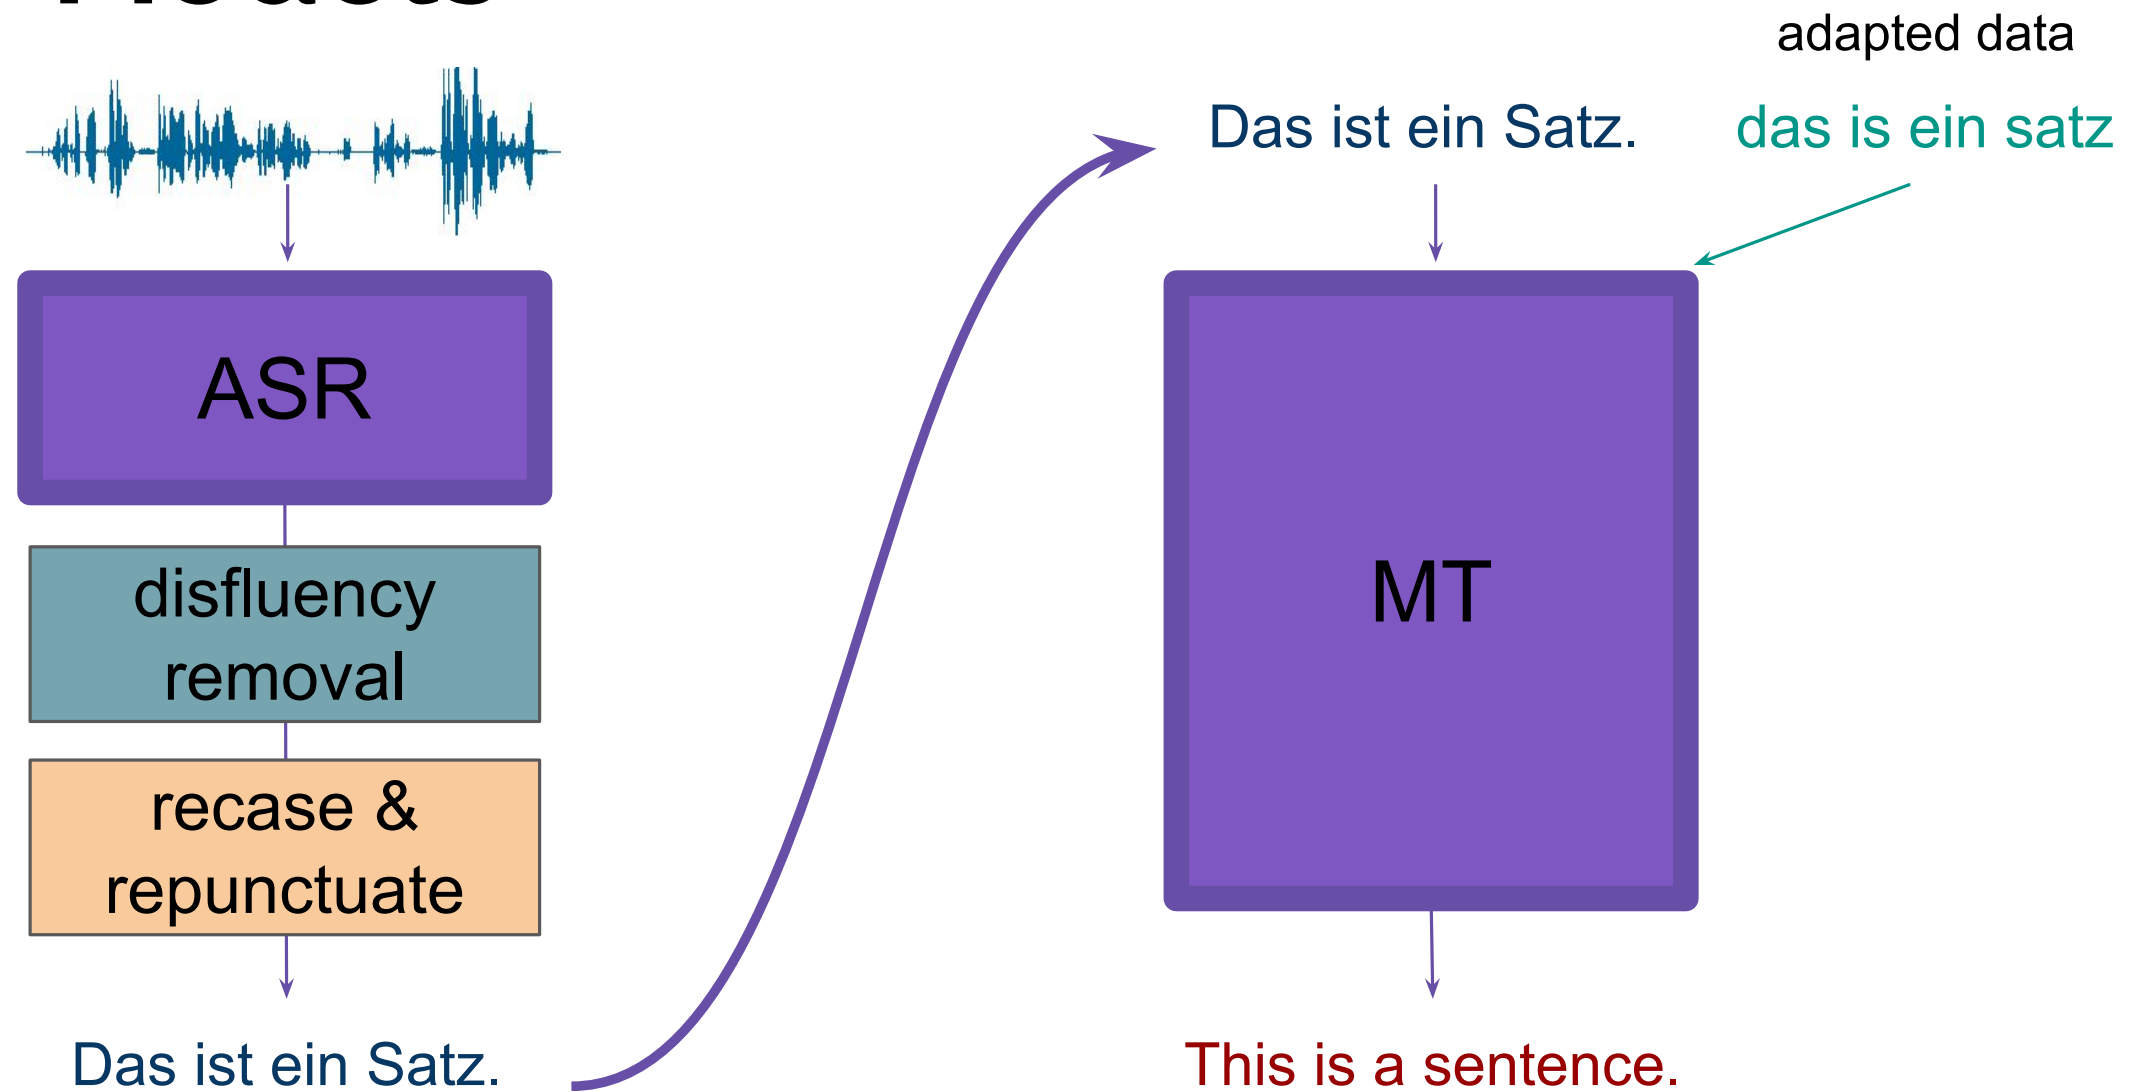 ASR
disfluency
removal
recase &
repunctuate
Das ist ein Satz.
adapted data
Das ist ein Satz.
das is ein satz
MT
This is a sentence.